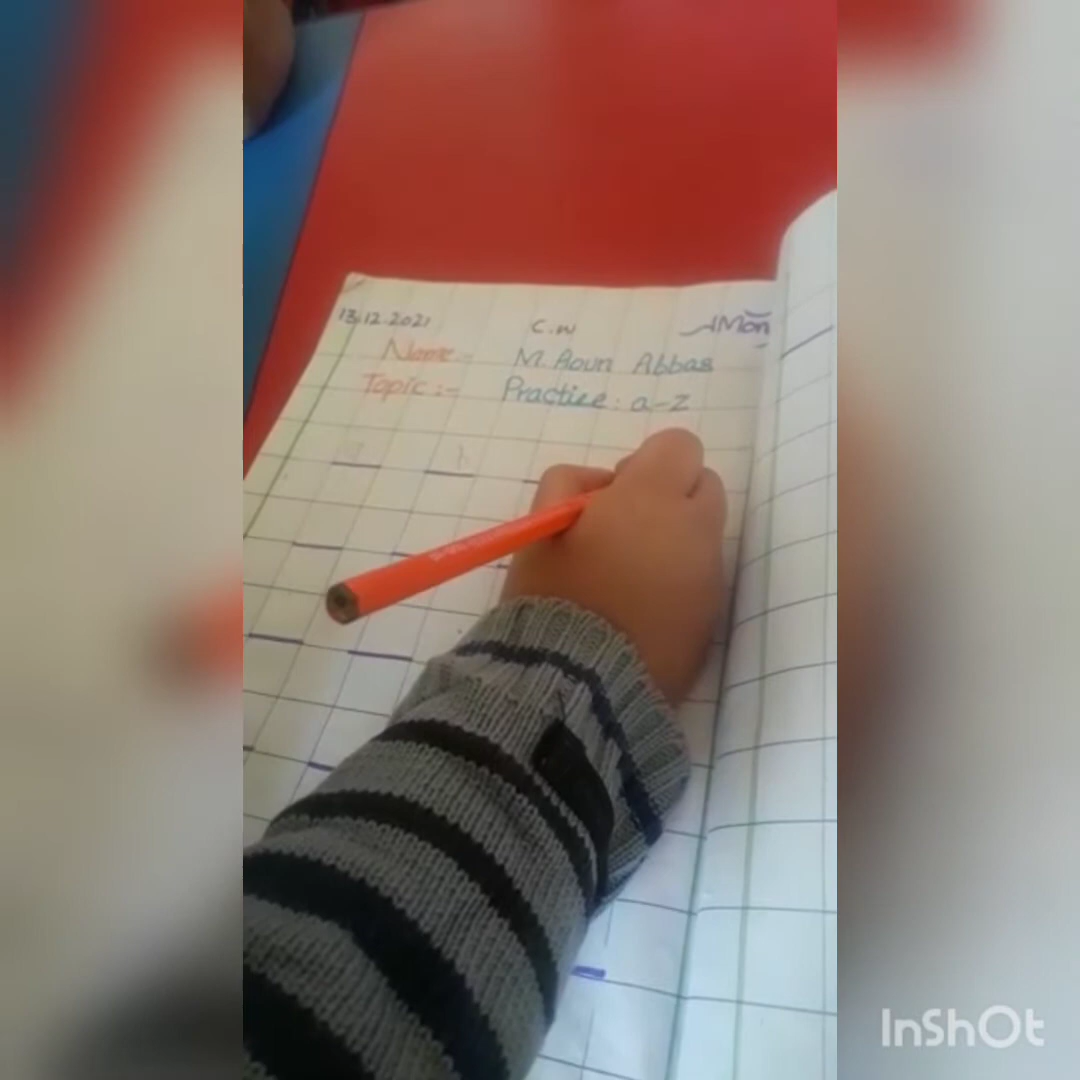 13.12.2021 C.W Mon
Name:- M. Aoun Abbas
Topic:- Practice: a-z
a b
InShOt